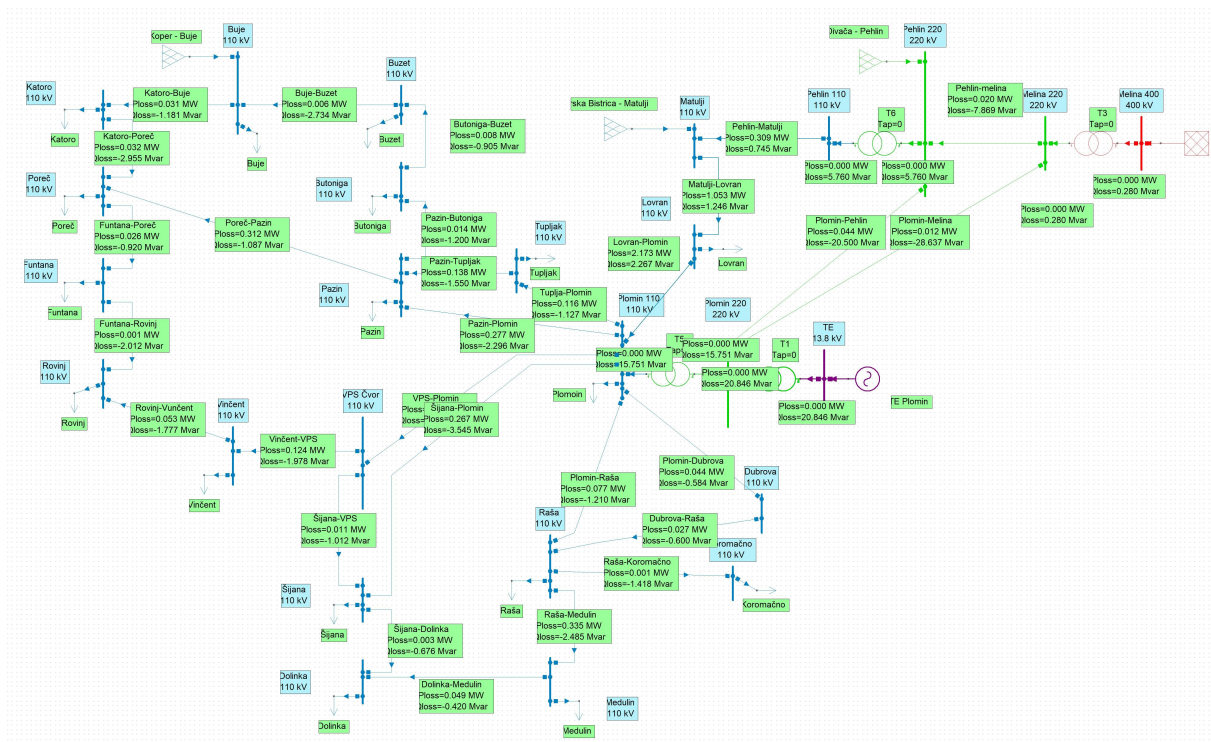 Koper - Buje
Buje
110 kV
Katoro
110 kV
Katoro-Buje
Ploss=0.031 MW
Qloss=-1.181 Mvar
Buje-Buzet
Ploss=0.006 MW
Qloss=-2.734 Mvar
Buzet
110 kV
Katoro
Buje
Buzet
Katoro-Poreč
Ploss=0.032 MW
Qloss=-2.955 Mvar
Butoniga-Buzet
Ploss=0.008 MW
Qloss=-0.905 Mvar
Poreč
110 kV
Poreč
Butoniga
110 kV
Butoniga
Funtana-Poreč
Ploss=0.026 MW
Qloss=-0.920 Mvar
Poreč-Pazin
Ploss=0.312 MW
Qloss=-1.087 Mvar
Pazin-Butoniga
Ploss=0.014 MW
Qloss=-1.200 Mvar
Tupljak
110 kV
Tupljak
Pazin-Tupljak
Ploss=0.138 MW
Qloss=-1.550 Mvar
Funtana
110 kV
Funtana
Pazin
110 kV
Pazin
Tuplja-Plomin
Ploss=0.116 MW
Qloss=-1.127 Mvar
Pazin-Plomin
Ploss=0.277 MW
Qloss=-2.296 Mvar
Funtana-Rovinj
Ploss=0.001 MW
Qloss=-2.012 Mvar
Rovinj
110 kV
Rovinj
Rovinj-Vunčent
Ploss=0.053 MW
Qloss=-1.777 Mvar
Vinčent
110 kV
Vinčent
Vinčent-VPS
Ploss=0.124 MW
Qloss=-1.978 Mvar
VPS Čvor
110 kV
VPS-Plomin
Šijana-Plomin
Ploss=0.267 MW
Qloss=-3.545 Mvar
Šijana-VPS
Ploss=0.011 MW
Qloss=-1.012 Mvar
Šijana
110 kV
Šijana
Šijana-Dolinka
Ploss=0.003 MW
Qloss=-0.676 Mvar
Dolinka
110 kV
Dolinka
Dolinka-Medulin
Ploss=0.049 MW
Qloss=-0.420 Mvar
Medulin
110 kV
Medulin
Raša-Medulin
Ploss=0.335 MW
Qloss=-2.485 Mvar
Raša
110 kV
Raša
Raša-Koromačno
Ploss=0.001 MW
Qloss=-1.418 Mvar
Koromačno
110 kV
Koromačno
Dubrova-Raša
Ploss=0.027 MW
Qloss=-0.600 Mvar
Dubrova
110 kV
Plomin-Dubrova
Ploss=0.044 MW
Qloss=-0.584 Mvar
Plomin-Raša
Ploss=0.077 MW
Qloss=-1.210 Mvar
Plomoin
Plomin 110
110 kV
Plomin 220
220 kV
T5
Ploss=0.000 MW
Qloss=15.751 Mvar
Ploss=0.000 MW
Qloss=15.751 Mvar
T1
Tap=0
Ploss=0.000 MW
Qloss=20.846 Mvar
Ploss=0.000 MW
Qloss=20.846 Mvar
TE
13.8 kV
TE Plomin
Lovran-Plomin
Ploss=2.173 MW
Qloss=2.267 Mvar
Lovran
110 kV
Lovran
Matulji-Lovran
Ploss=1.053 MW
Qloss=1.246 Mvar
rska Bistrica - Matulji
Matulji
110 kV
Pehlin-Matulji
Ploss=0.309 MW
Qloss=0.745 Mvar
Pehlin 110
110 kV
Divača - Pehlin
Pehlin 220
220 kV
T6
Tap=0
Ploss=0.000 MW
Qloss=5.760 Mvar
Ploss=0.000 MW
Qloss=5.760 Mvar
Pehlin-melina
Ploss=0.020 MW
Qloss=-7.869 Mvar
Melina 220
220 kV
T3
Tap=0
Melina 400
400 kV
Ploss=0.000 MW
Qloss=0.280 Mvar
Ploss=0.000 MW
Qloss=0.280 Mvar
Plomin-Pehlin
Ploss=0.044 MW
Qloss=-20.500 Mvar
Plomin-Melina
Ploss=0.012 MW
Qloss=-28.637 Mvar